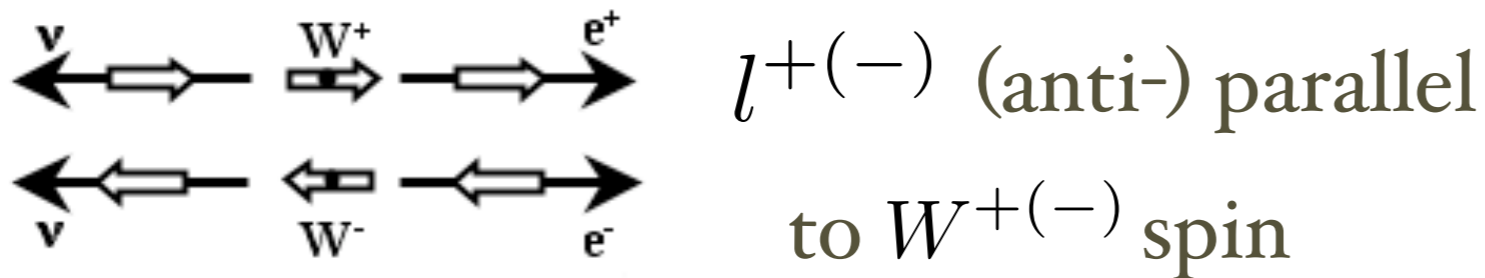 ν W⁺ e⁺
l⁺⁽⁻⁾ (anti-) parallel
ν W⁻ e⁻
to W⁺⁽⁻⁾ spin